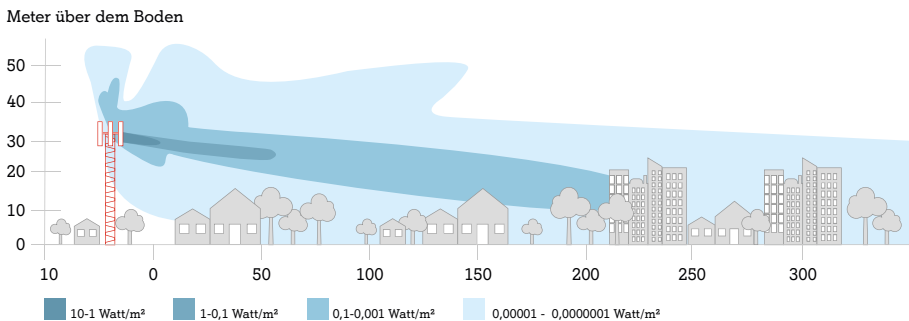 Meter über dem Boden
50
40
30
20
10
0
10 0 50 100 150 200 250 300
10-1 Watt/m² 1-0,1 Watt/m² 0,1-0,001 Watt/m² 0,00001 - 0,0000001 Watt/m²